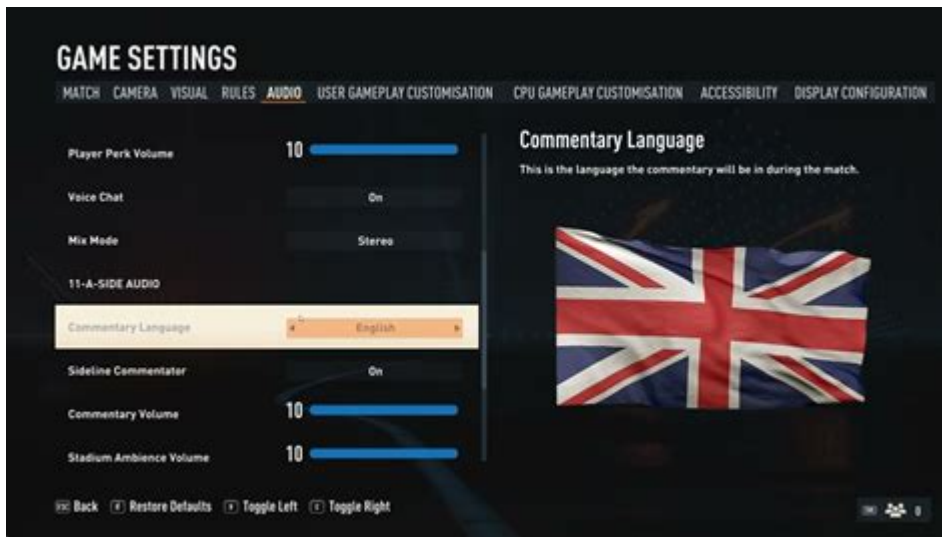 GAME SETTINGS
MATCH CAMERA VISUAL RULES AUDIO USER GAMEPLAY CUSTOMISATION CPU GAMEPLAY CUSTOMISATION ACCESSIBILITY DISPLAY CONFIGURATION
Player Perk Volume 10
Voice Chat On
Mix Mode Stereo
11-A-SIDE AUDIO
Commentary Language English
Sideline Commentator On
Commentary Volume 10
Stadium Ambience Volume 10
Commentary Language
This is the language the commentary will be in during the match.
Back Restore Defaults Toggle Left Toggle Right
0